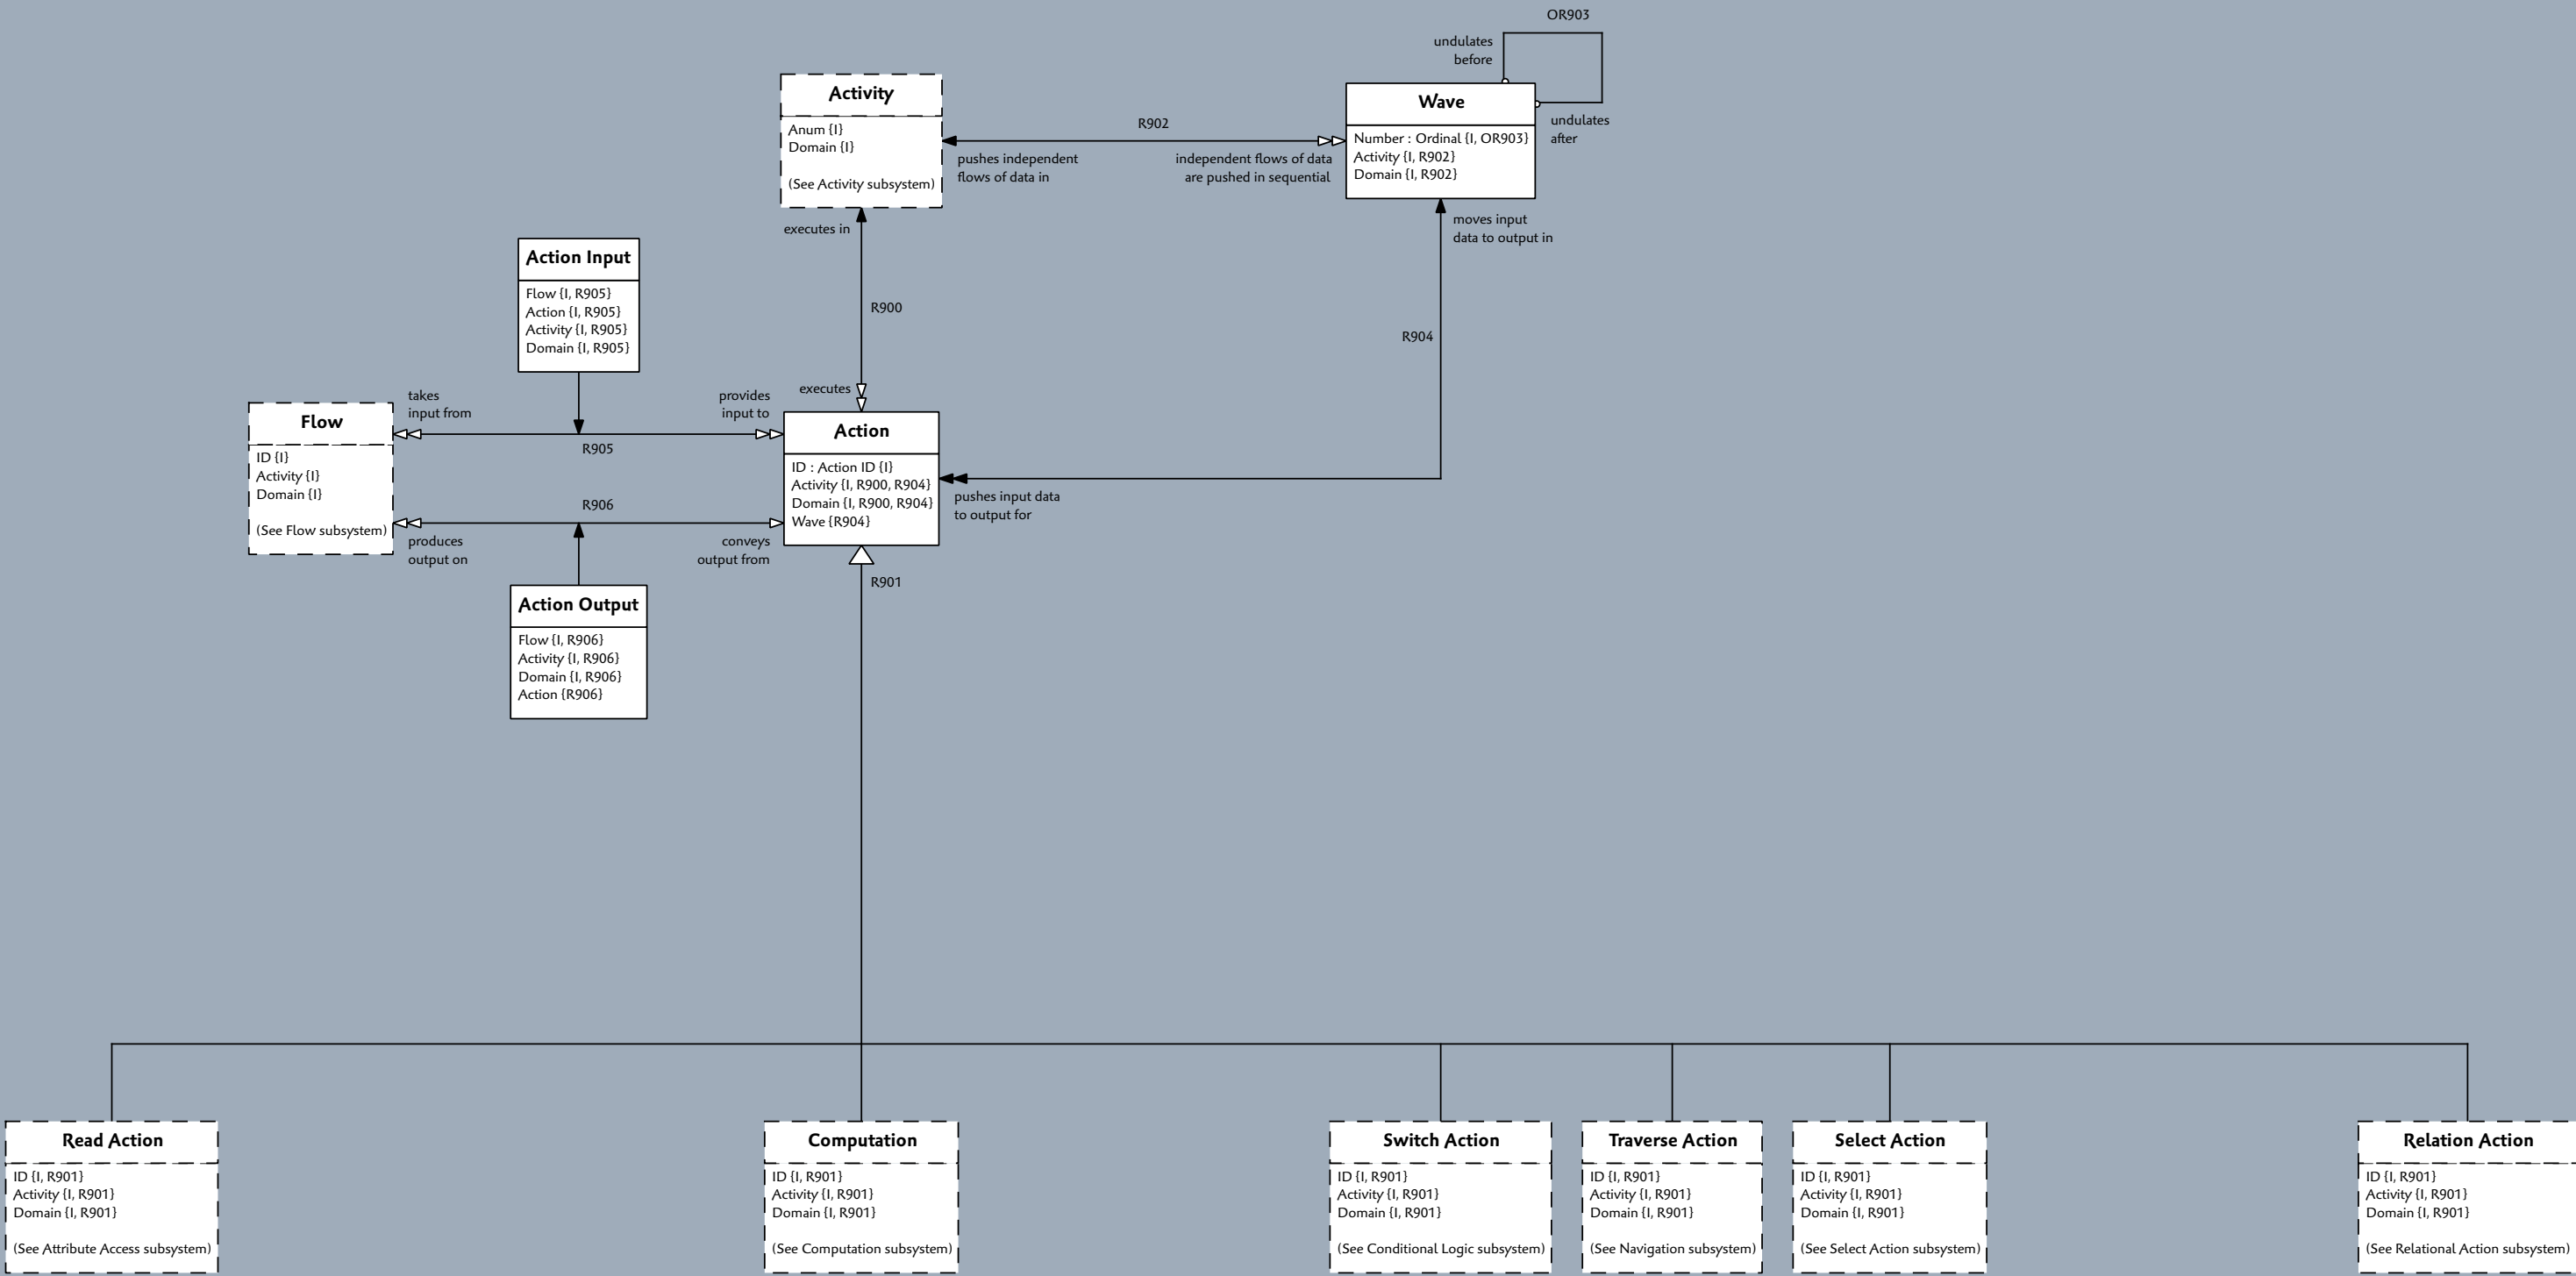 OR903
undulates
before
Wave
Number : Ordinal {I, OR903}
Activity {I, R902}
Domain {I, R902}
undulates
after
Activity
Anum {I}
Domain {I}
(See Activity subsystem)
R902
pushes independent
flows of data in
independent flows of data
are pushed in sequential
executes in
moves input
data to output in
Action Input
Flow {I, R905}
Action {I, R905}
Activity {I, R905}
Domain {I, R905}
R900
R904
executes
takes
input from
provides
input to
R905
Flow
ID {I}
Activity {I}
Domain {I}
(See Flow subsystem)
Action
ID : Action ID {I}
Activity {I, R900, R904}
Domain {I, R900, R904}
Wave {R904}
pushes input data
to output for
R906
produces
output on
conveys
output from
R901
Action Output
Flow {I, R906}
Activity {I, R906}
Domain {I, R906}
Action {R906}
Read Action
ID {I, R901}
Activity {I, R901}
Domain {I, R901}
(See Attribute Access subsystem)
Computation
ID {I, R901}
Activity {I, R901}
Domain {I, R901}
(See Computation subsystem)
Switch Action
ID {I, R901}
Activity {I, R901}
Domain {I, R901}
(See Conditional Logic subsystem)
Traverse Action
ID {I, R901}
Activity {I, R901}
Domain {I, R901}
(See Navigation subsystem)
Select Action
ID {I, R901}
Activity {I, R901}
Domain {I, R901}
(See Select Action subsystem)
Relation Action
ID {I, R901}
Activity {I, R901}
Domain {I, R901}
(See Relational Action subsystem)